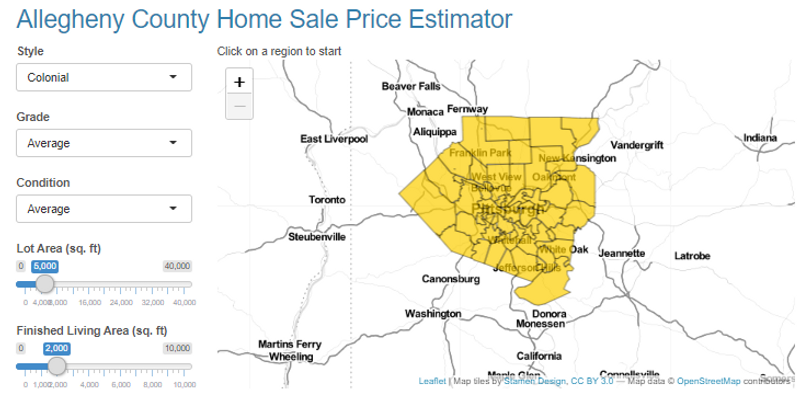 Allegheny County Home Sale Price Estimator
Style
Colonial
Grade
Average
Condition
Average
Lot Area (sq. ft)
0 5,000 40,000
0 4,000 8,000 16,000 24,000 32,000 40,000
Finished Living Area (sq. ft)
0 2,000 10,000
0 1,000 2,000 4,000 6,000 8,000 10,000
Click on a region to start
+
−
Beaver Falls
Monaca Fernway
Aliquippa
East Liverpool
Vandergrift
Indiana
Franklin Park
New Kensington
West View Oakmont
Bellevue
Toronto
Pittsburgh
Steubenville
Whitehall
White Oak Jeannette
Latrobe
Jefferson Hills
Canonsburg
Washington
Donora
Monessen
Martins Ferry
Wheeling
California
Leaflet | Map tiles by Stamen Design, CC BY 3.0 — Map data © OpenStreetMap contributors